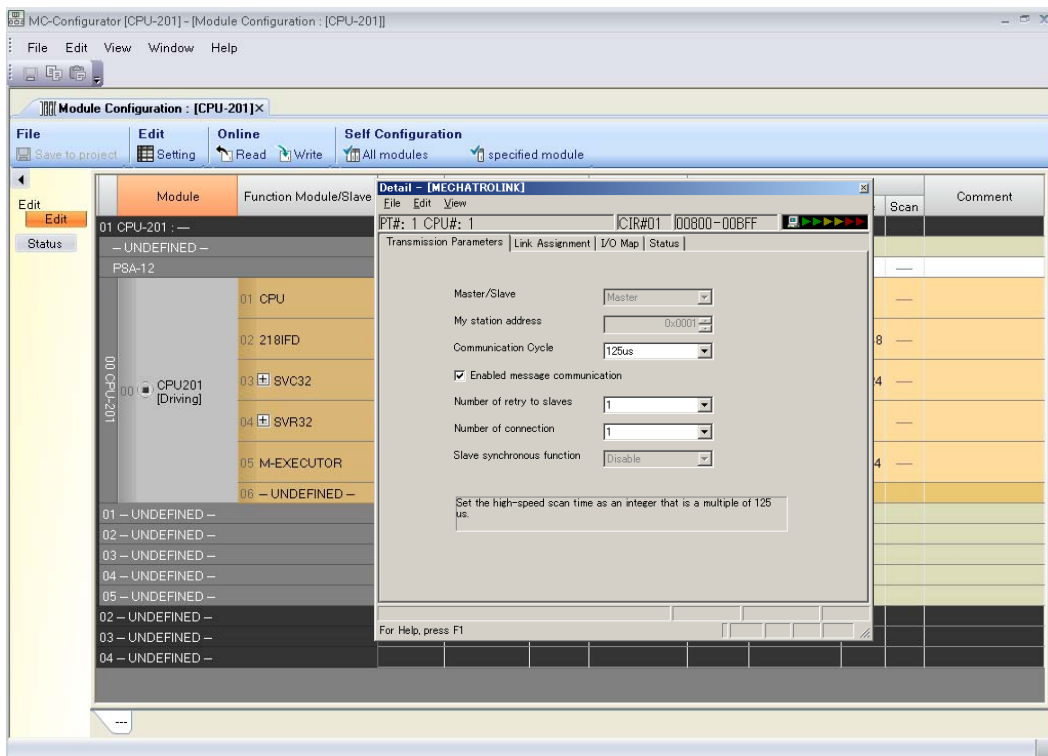 MC-Configurator [CPU-201] - [Module Configuration : [CPU-201]]
File Edit View Window Help
Module Configuration : [CPU-201]×
File Edit Online Self Configuration
Save to project Setting Read Write All modules specified module
Edit
Edit
Status
Module Function Module/Slave Scan Comment
01 CPU-201 : —
— UNDEFINED —
PSA-12 —
00 CPU-201
00 CPU201
[Driving]
01 CPU —
02 218IFD 8 —
03 + SVC32 24 —
04 + SVR32 —
05 M-EXECUTOR 4 —
06 — UNDEFINED —
01 — UNDEFINED —
02 — UNDEFINED —
03 — UNDEFINED —
04 — UNDEFINED —
05 — UNDEFINED —
02 — UNDEFINED —
03 — UNDEFINED —
04 — UNDEFINED —
---
Detail - [MECHATROLINK]
File Edit View
PT#: 1 CPU#: 1 CIR#01 00800-00BFF
Transmission Parameters Link Assignment I/O Map Status
Master/Slave Master
My station address 0x0001
Communication Cycle 125us
Enabled message communication
Number of retry to slaves 1
Number of connection 1
Slave synchronous function Disable
Set the high-speed scan time as an integer that is a multiple of 125
us.
For Help, press F1